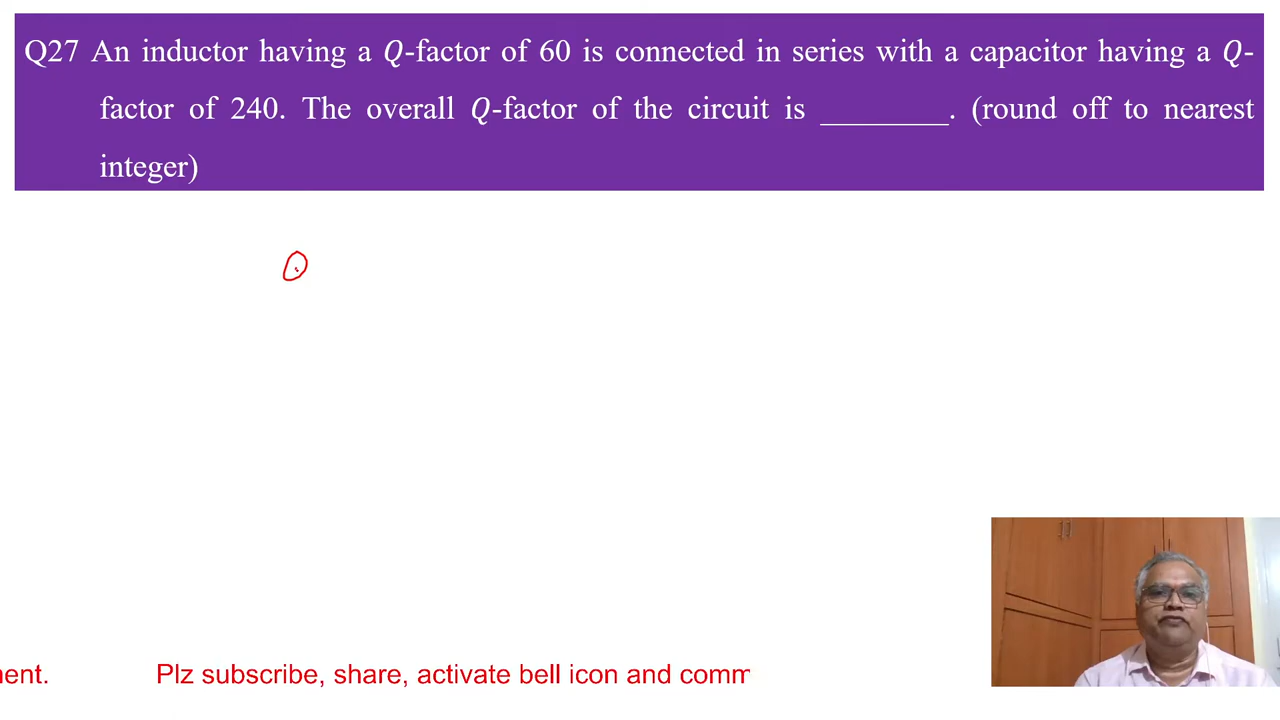 Q27 An inductor having a Q-factor of 60 is connected in series with a capacitor having a Q-
factor of 240. The overall Q-factor of the circuit is ________. (round off to nearest
integer)
ment.   Plz subscribe, share, activate bell icon and comm